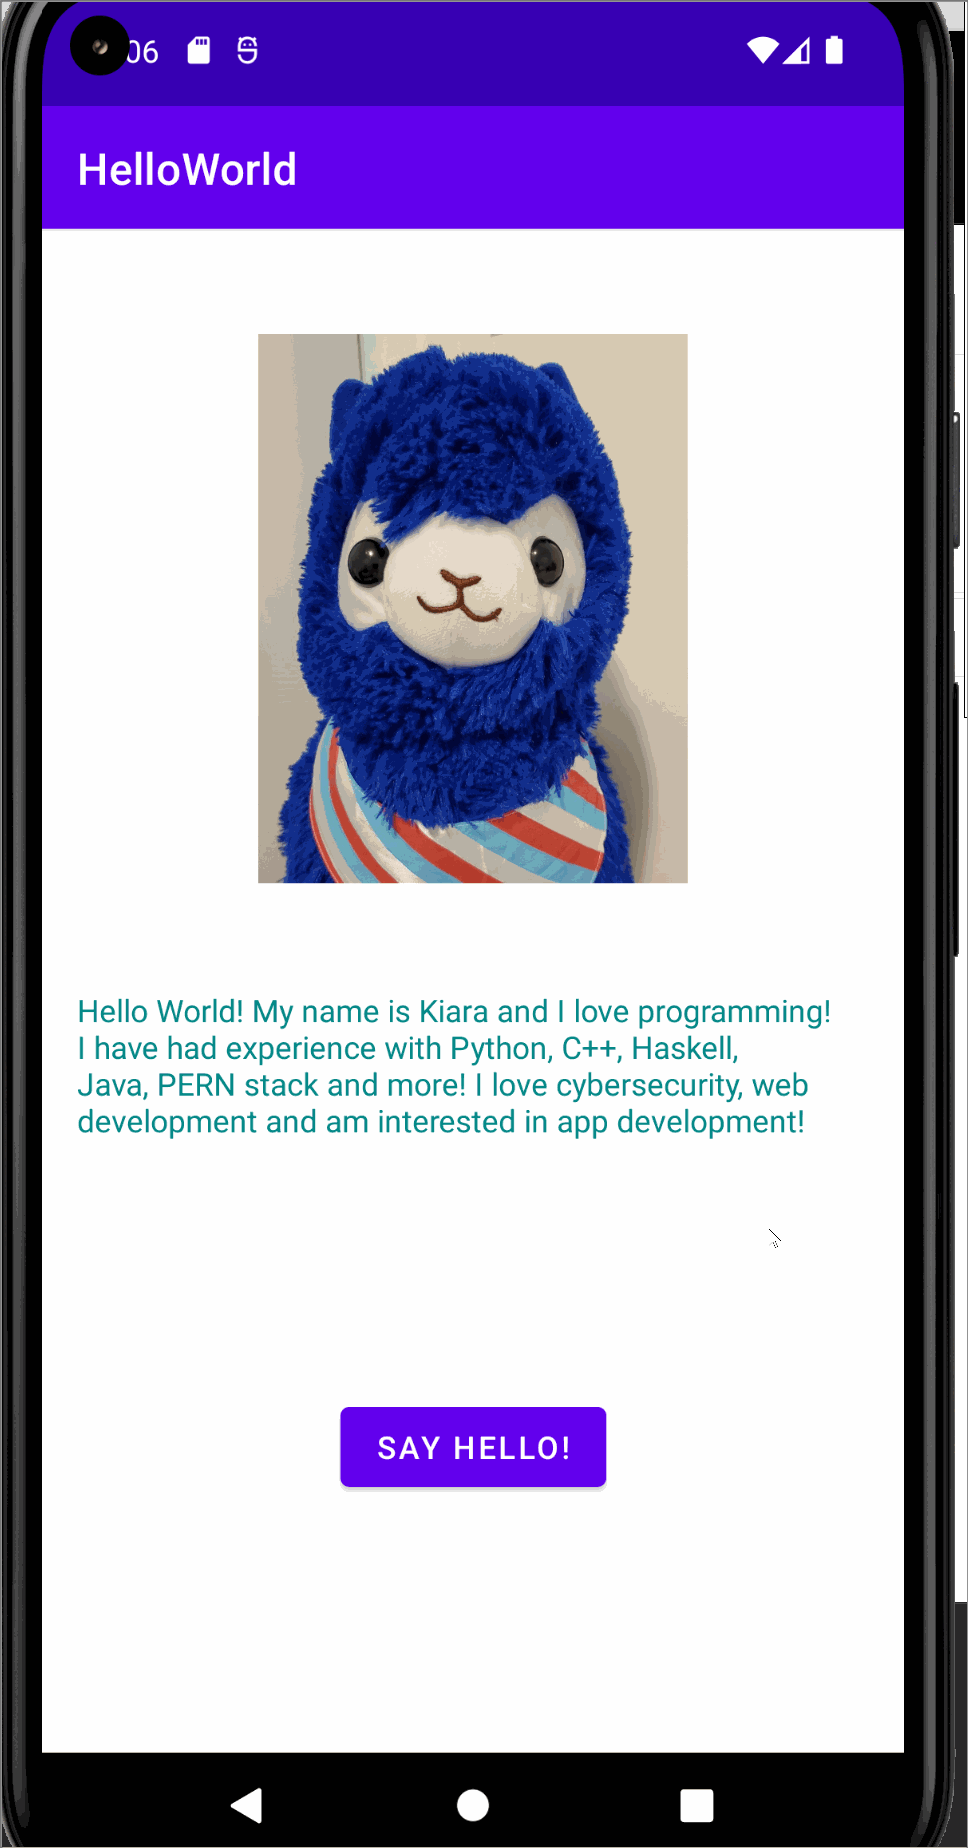 06
HelloWorld
Hello World! My name is Kiara and I love programming!
I have had experience with Python, C++, Haskell,
Java, PERN stack and more! I love cybersecurity, web
development and am interested in app development!
SAY HELLO!